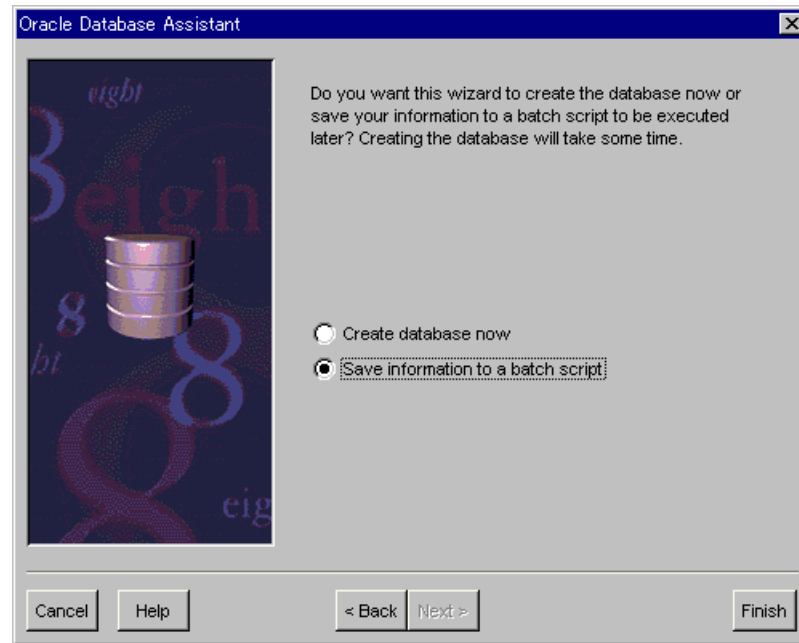 Oracle Database Assistant
eight
8
eigh
Do you want this wizard to create the database now or
save your information to a batch script to be executed
later? Creating the database will take some time.
8
ht
8
8
eig
Create database now
Save information to a batch script
Cancel
Help
< Back
Next >
Finish